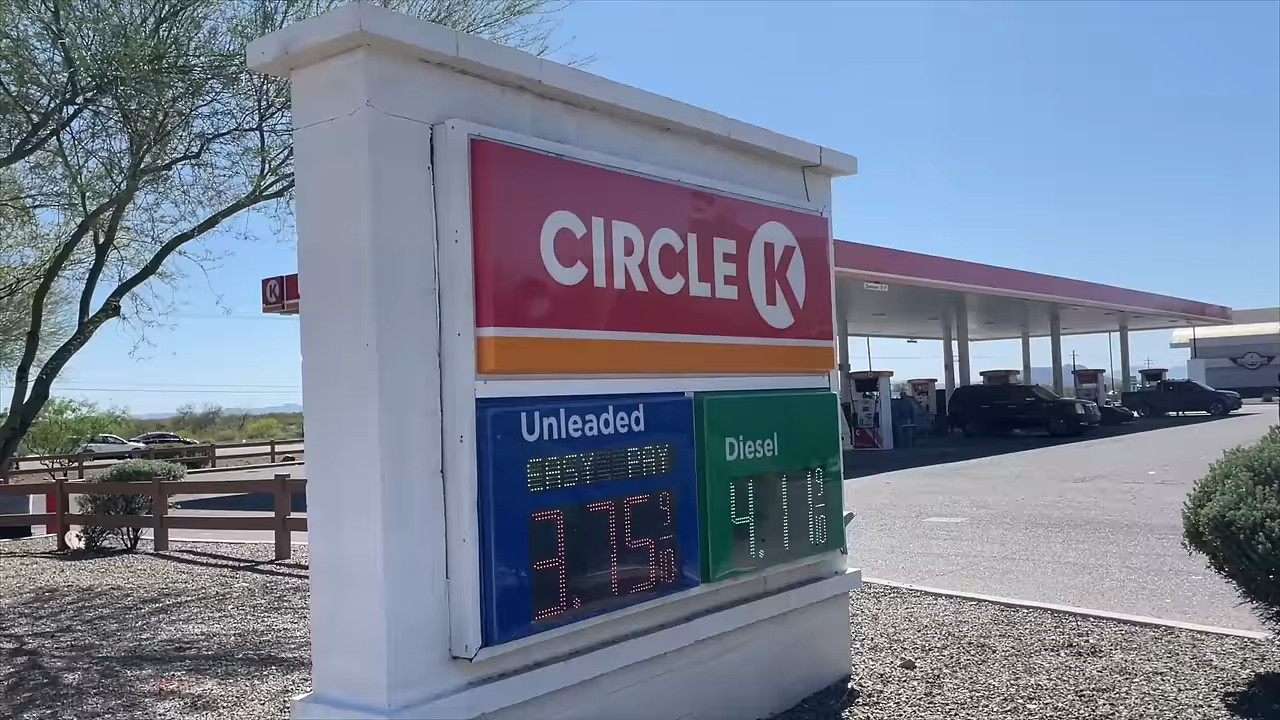 CIRCLE K
Unleaded
EASY PAY
3.75 9/10
Diesel
4.11 9/10
K